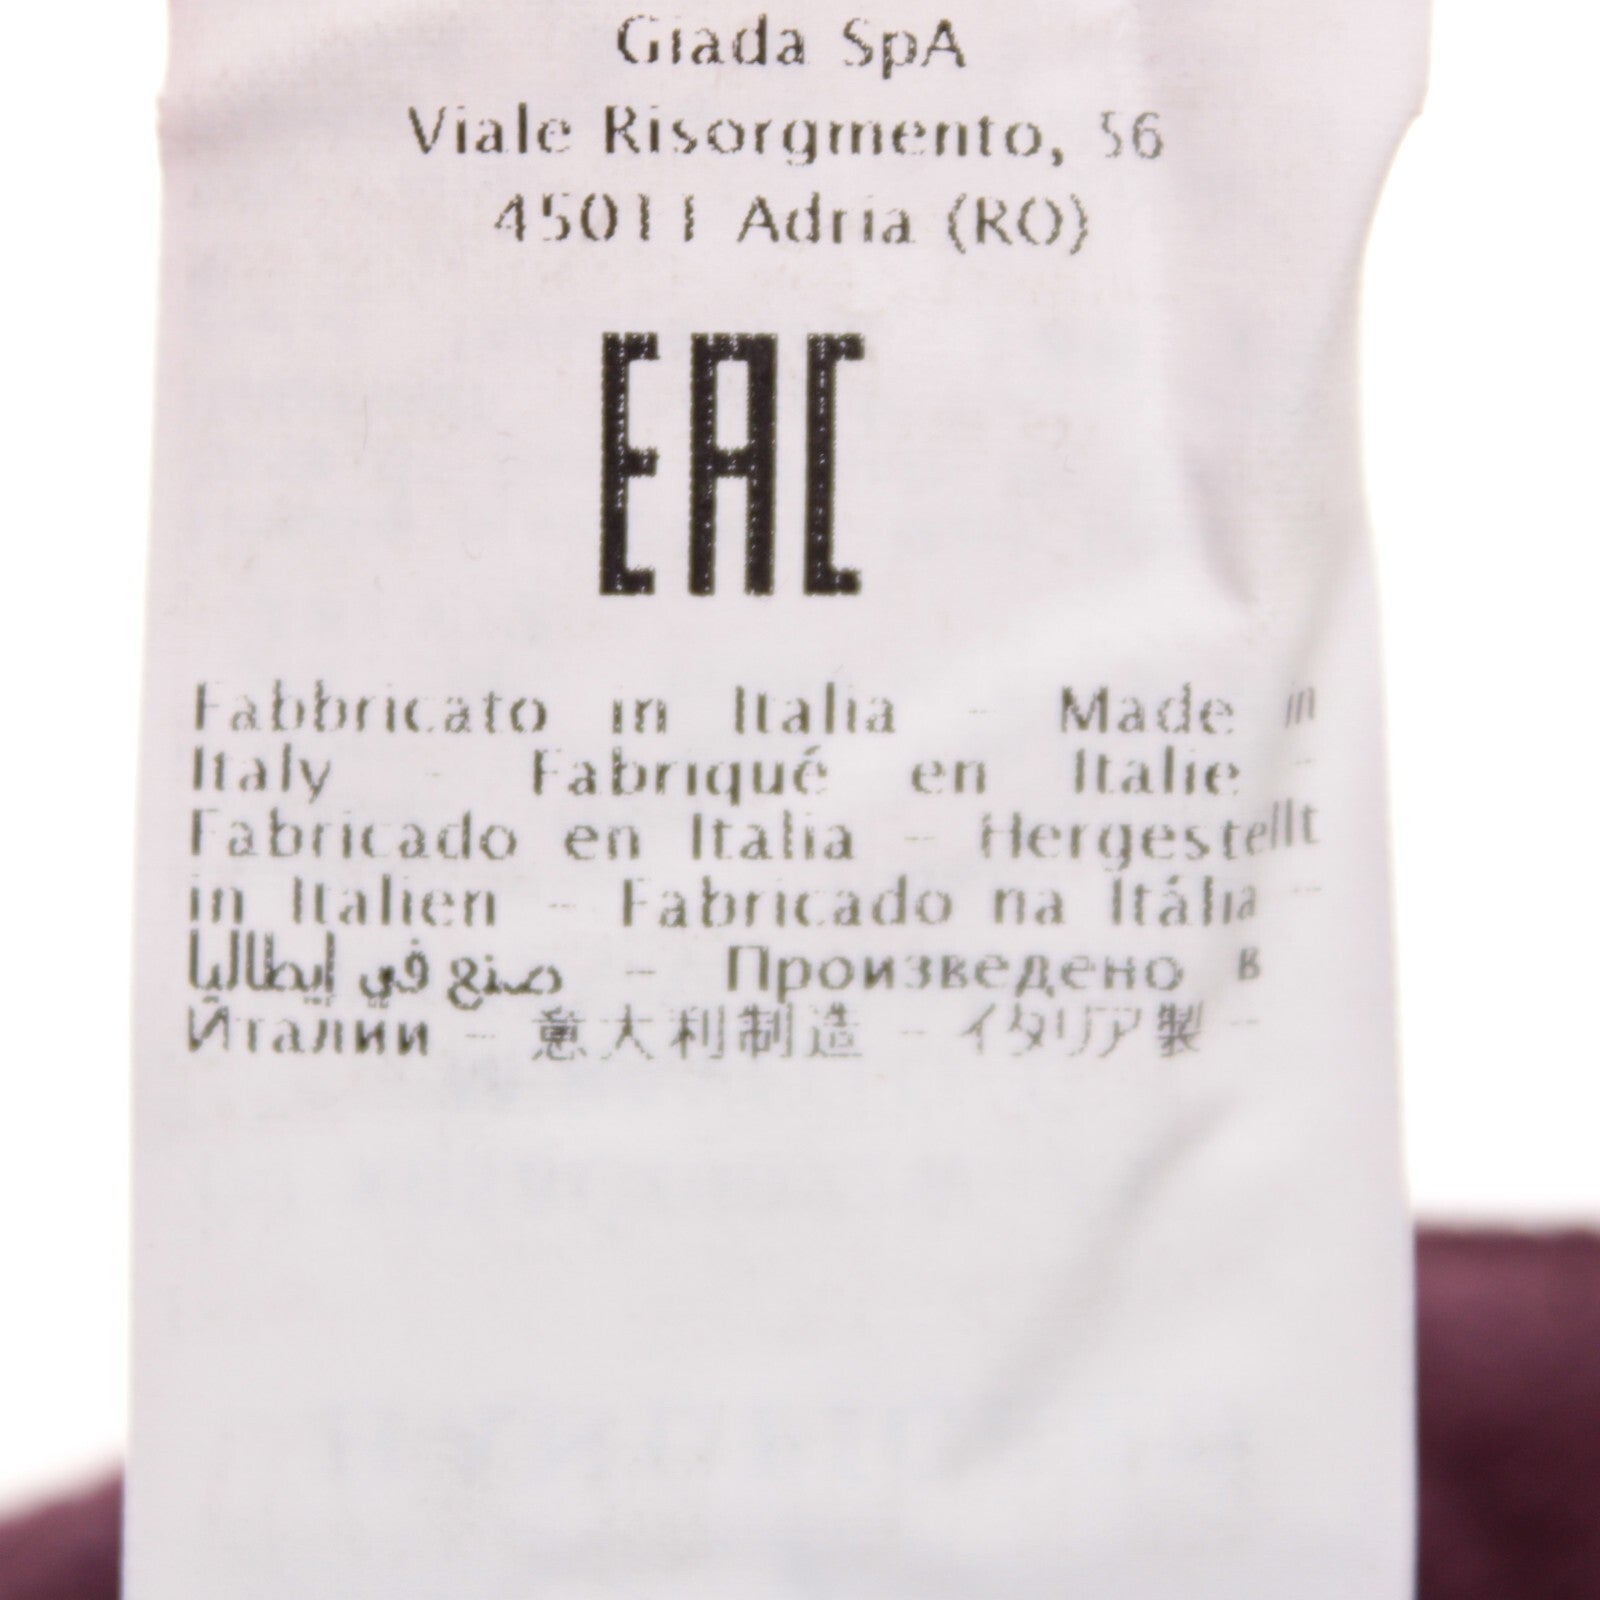 Giada SpA
Viale Risorgmento, 56
45011 Adria (RO)
EAC
Fabbricato in Italia - Made in
Italy - Fabriqué en Italie -
Fabricado en Italia - Hergestellt
in Italien - Fabricado na Itália -
صنع في إيطاليا - Произведено в
Италии - 意大利制造 - イタリア製 -